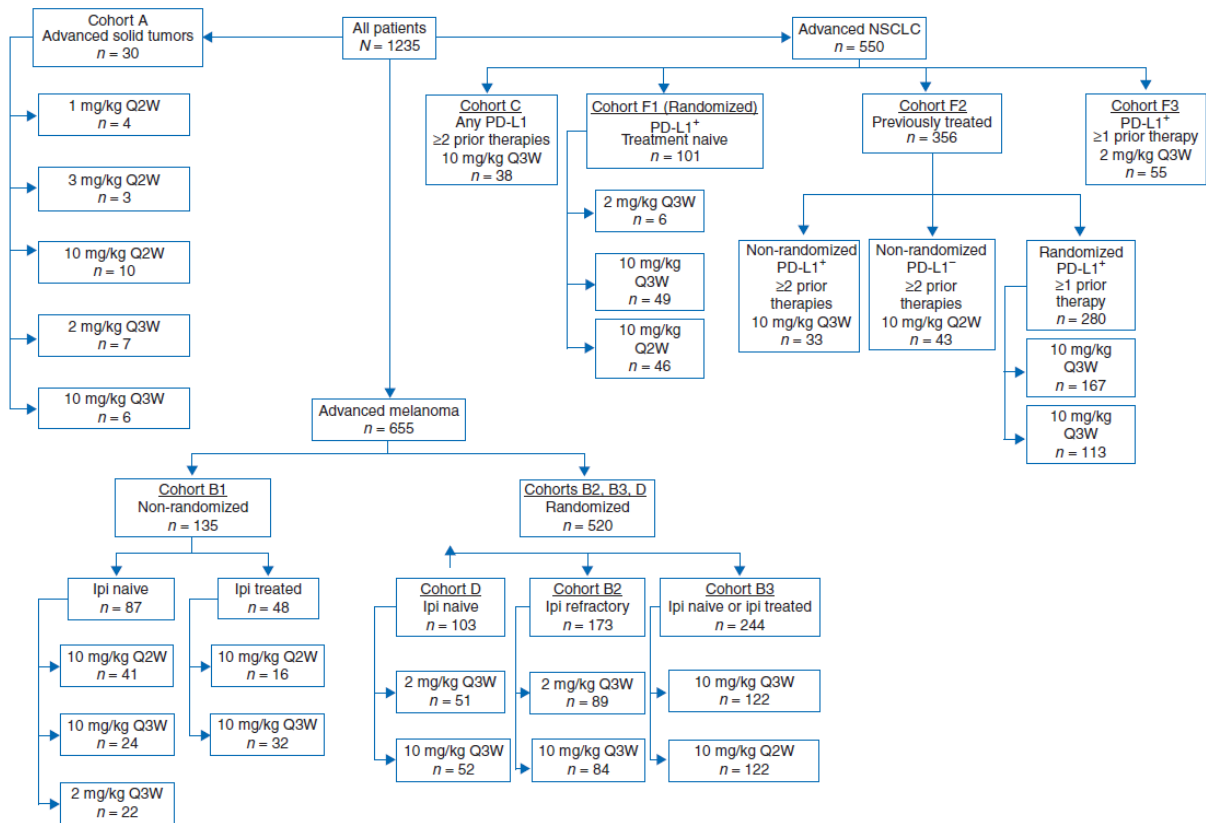 Cohort A
Advanced solid tumors
n = 30
All patients
N = 1235
Advanced NSCLC
n = 550
1 mg/kg Q2W
n = 4
3 mg/kg Q2W
n = 3
10 mg/kg Q2W
n = 10
2 mg/kg Q3W
n = 7
10 mg/kg Q3W
n = 6
Cohort C
Any PD-L1
≥2 prior therapies
10 mg/kg Q3W
n = 38
Cohort F1 (Randomized)
PD-L1+
Treatment naive
n = 101
2 mg/kg Q3W
n = 6
10 mg/kg
Q3W
n = 49
10 mg/kg
Q2W
n = 46
Cohort F2
Previously treated
n = 356
Cohort F3
PD-L1+
≥1 prior therapy
2 mg/kg Q3W
n = 55
Non-randomized
PD-L1+
≥2 prior
therapies
10 mg/kg Q3W
n = 33
Non-randomized
PD-L1−
≥2 prior
therapies
10 mg/kg Q2W
n = 43
Randomized
PD-L1+
≥1 prior
therapy
n = 280
10 mg/kg
Q3W
n = 167
10 mg/kg
Q3W
n = 113
Advanced melanoma
n = 655
Cohort B1
Non-randomized
n = 135
Cohorts B2, B3, D
Randomized
n = 520
Ipi naive
n = 87
10 mg/kg Q2W
n = 41
10 mg/kg Q3W
n = 24
2 mg/kg Q3W
n = 22
Ipi treated
n = 48
10 mg/kg Q2W
n = 16
10 mg/kg Q3W
n = 32
Cohort D
Ipi naive
n = 103
2 mg/kg Q3W
n = 51
10 mg/kg Q3W
n = 52
Cohort B2
Ipi refractory
n = 173
2 mg/kg Q3W
n = 89
10 mg/kg Q3W
n = 84
Cohort B3
Ipi naive or ipi treated
n = 244
10 mg/kg Q3W
n = 122
10 mg/kg Q2W
n = 122